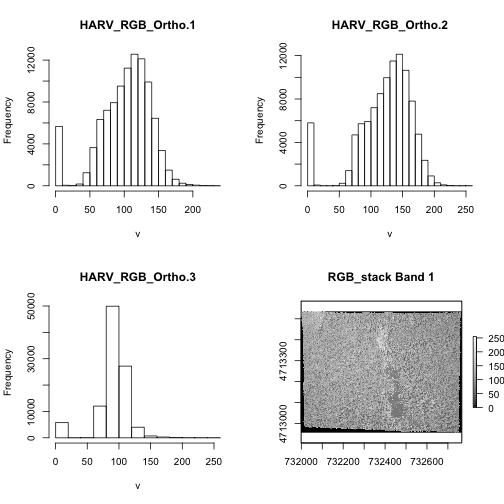 HARV_RGB_Ortho.1
Frequency
0 4000 8000 12000
0 50 100 150 200
v
HARV_RGB_Ortho.2
Frequency
0 4000 8000 12000
0 50 100 150 200 250
v
HARV_RGB_Ortho.3
Frequency
0 10000 30000 50000
0 50 100 150 200 250
v
RGB_stack Band 1
4713000 4713300
732000 732200 732400 732600
250
200
150
100
50
0